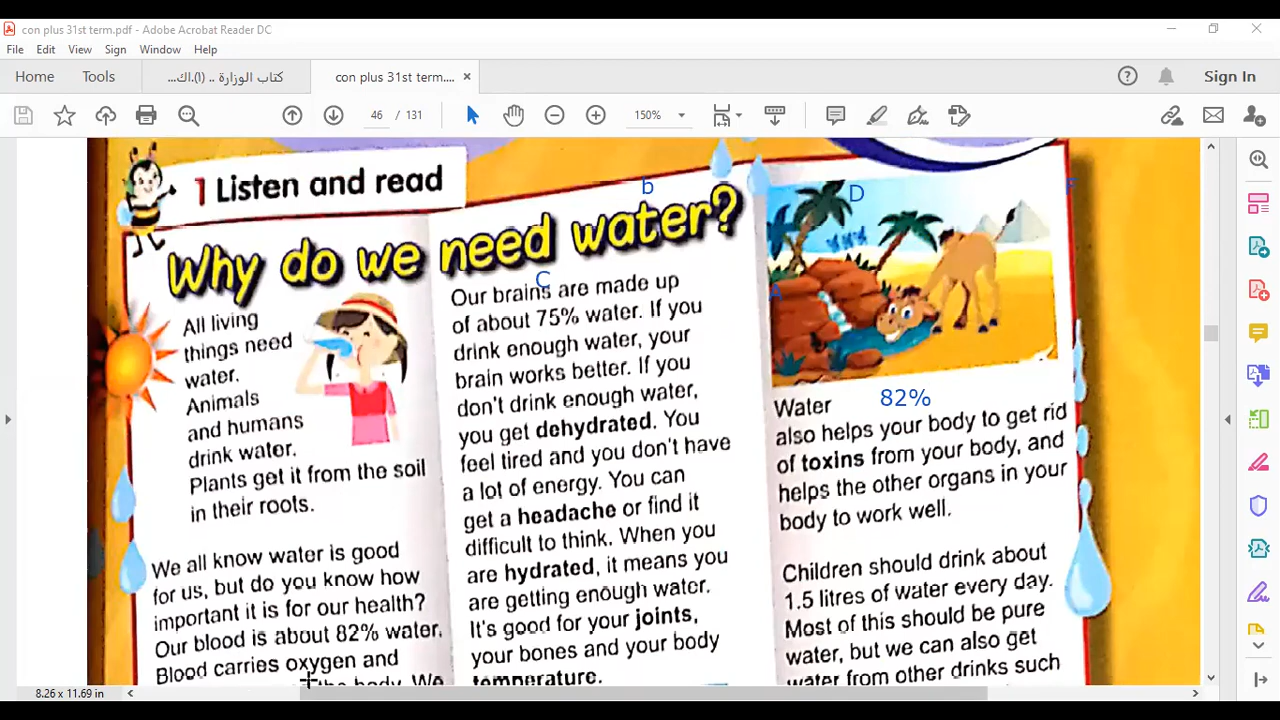 con plus 31st term.pdf - Adobe Acrobat Reader DC
File Edit View Sign Window Help
Home Tools كتاب الوزارة .. (1).اك... con plus 31st term.... × Sign In
46 / 131 150%
1 Listen and read
Why do we need water?
b
D
F
C
A
82%
All living
things need
water.
Animals
and humans
drink water.
Plants get it from the soil
in their roots.
We all know water is good
for us, but do you know how
important it is for our health?
Our blood is about 82% water.
Blood carries oxygen and
the body. We
Our brains are made up
of about 75% water. If you
drink enough water, your
brain works better. If you
don't drink enough water,
you get dehydrated. You
feel tired and you don't have
a lot of energy. You can
get a headache or find it
difficult to think. When you
are hydrated, it means you
are getting enough water.
It's good for your joints,
your bones and your body
temperature.
Water
also helps your body to get rid
of toxins from your body, and
helps the other organs in your
body to work well.
Children should drink about
1.5 litres of water every day.
Most of this should be pure
water, but we can also get
water from other drinks such
8.26 x 11.69 in